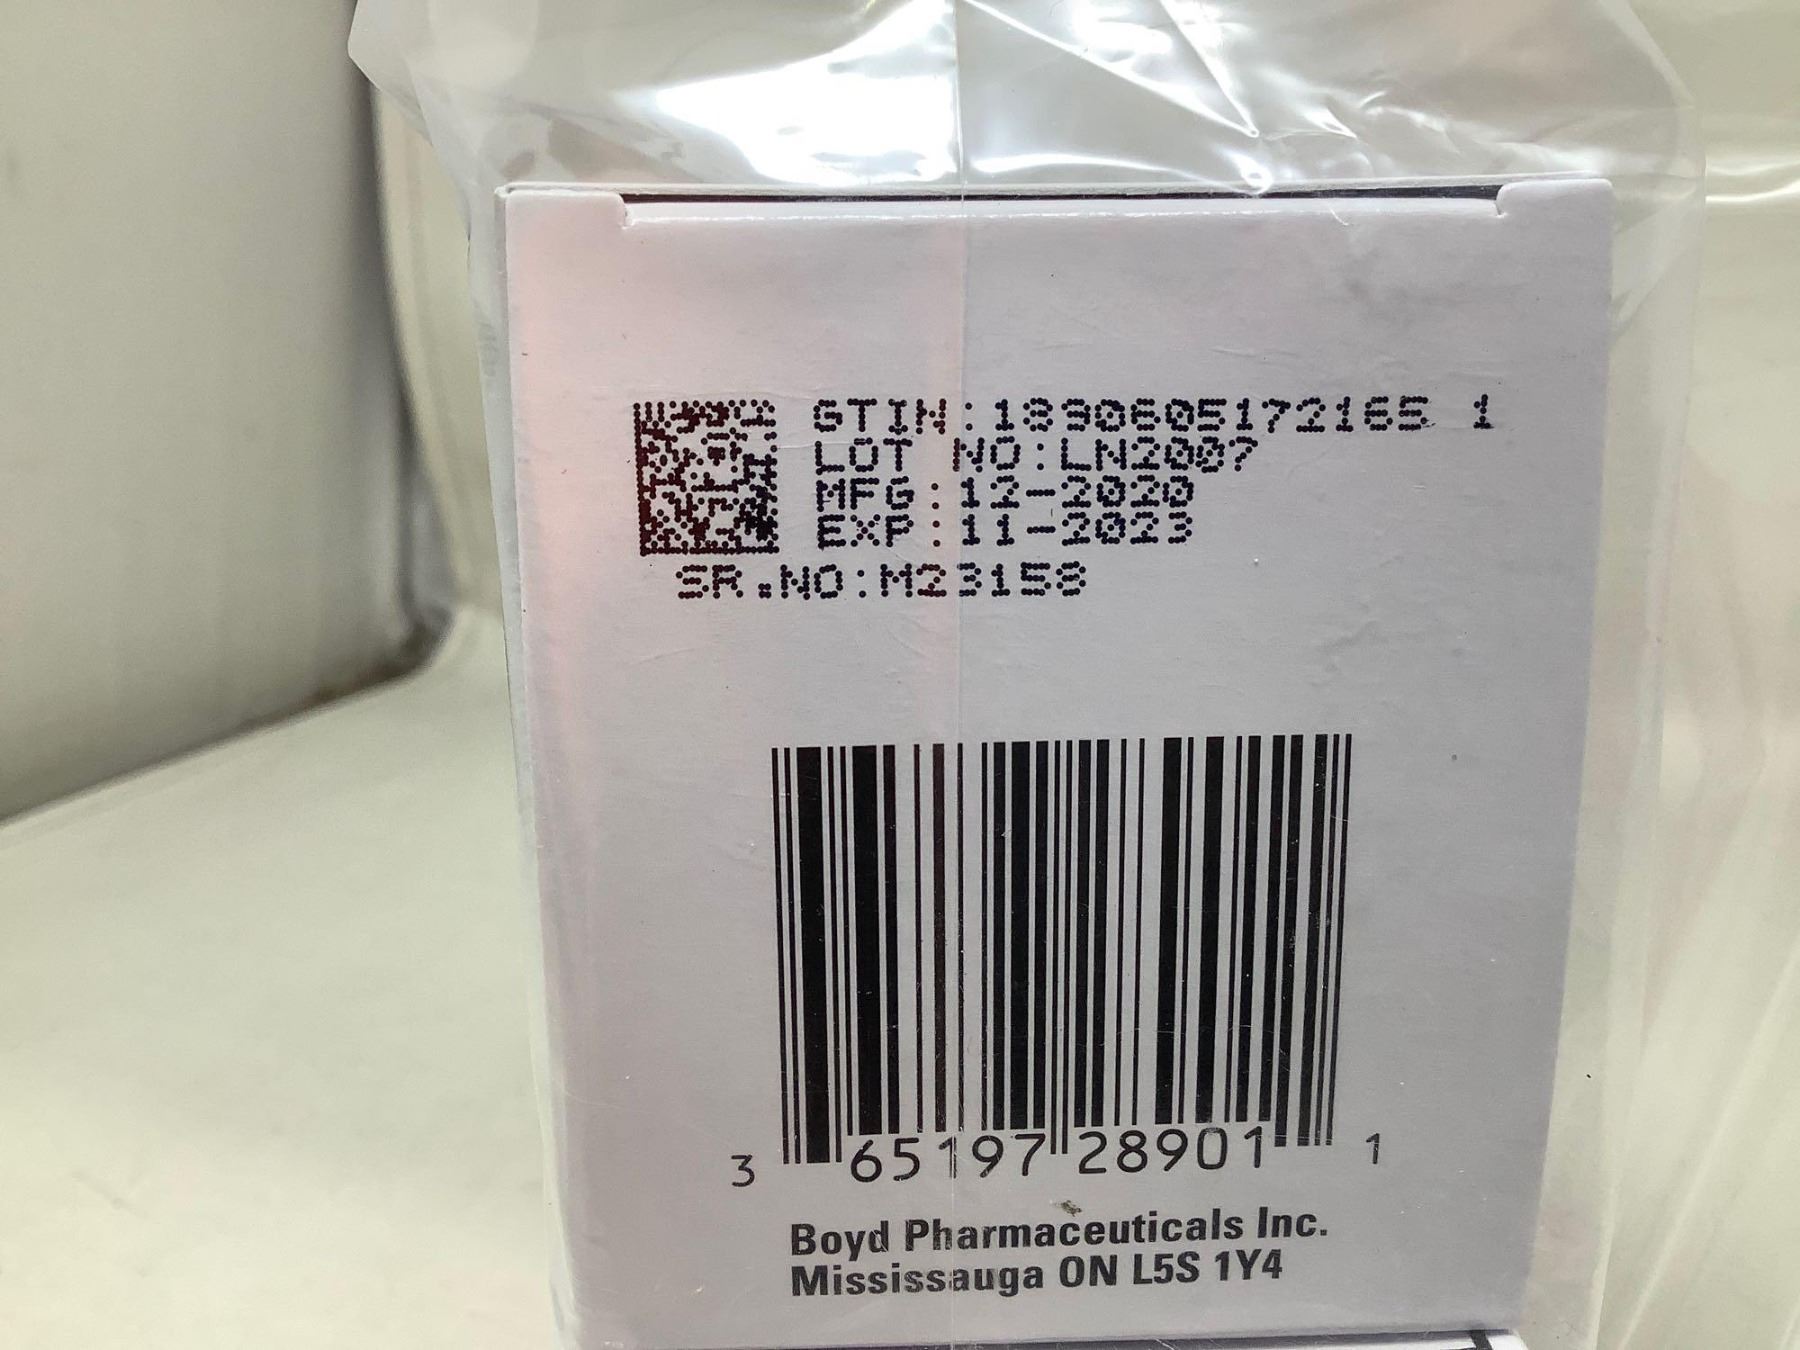 GTIN:18906051721651
LOT NO:LN2007
MFG:12-2020
EXP:11-2023
SR.NO:M23158
3 65197 28901 1
Boyd Pharmaceuticals Inc.
Mississauga ON L5S 1Y4